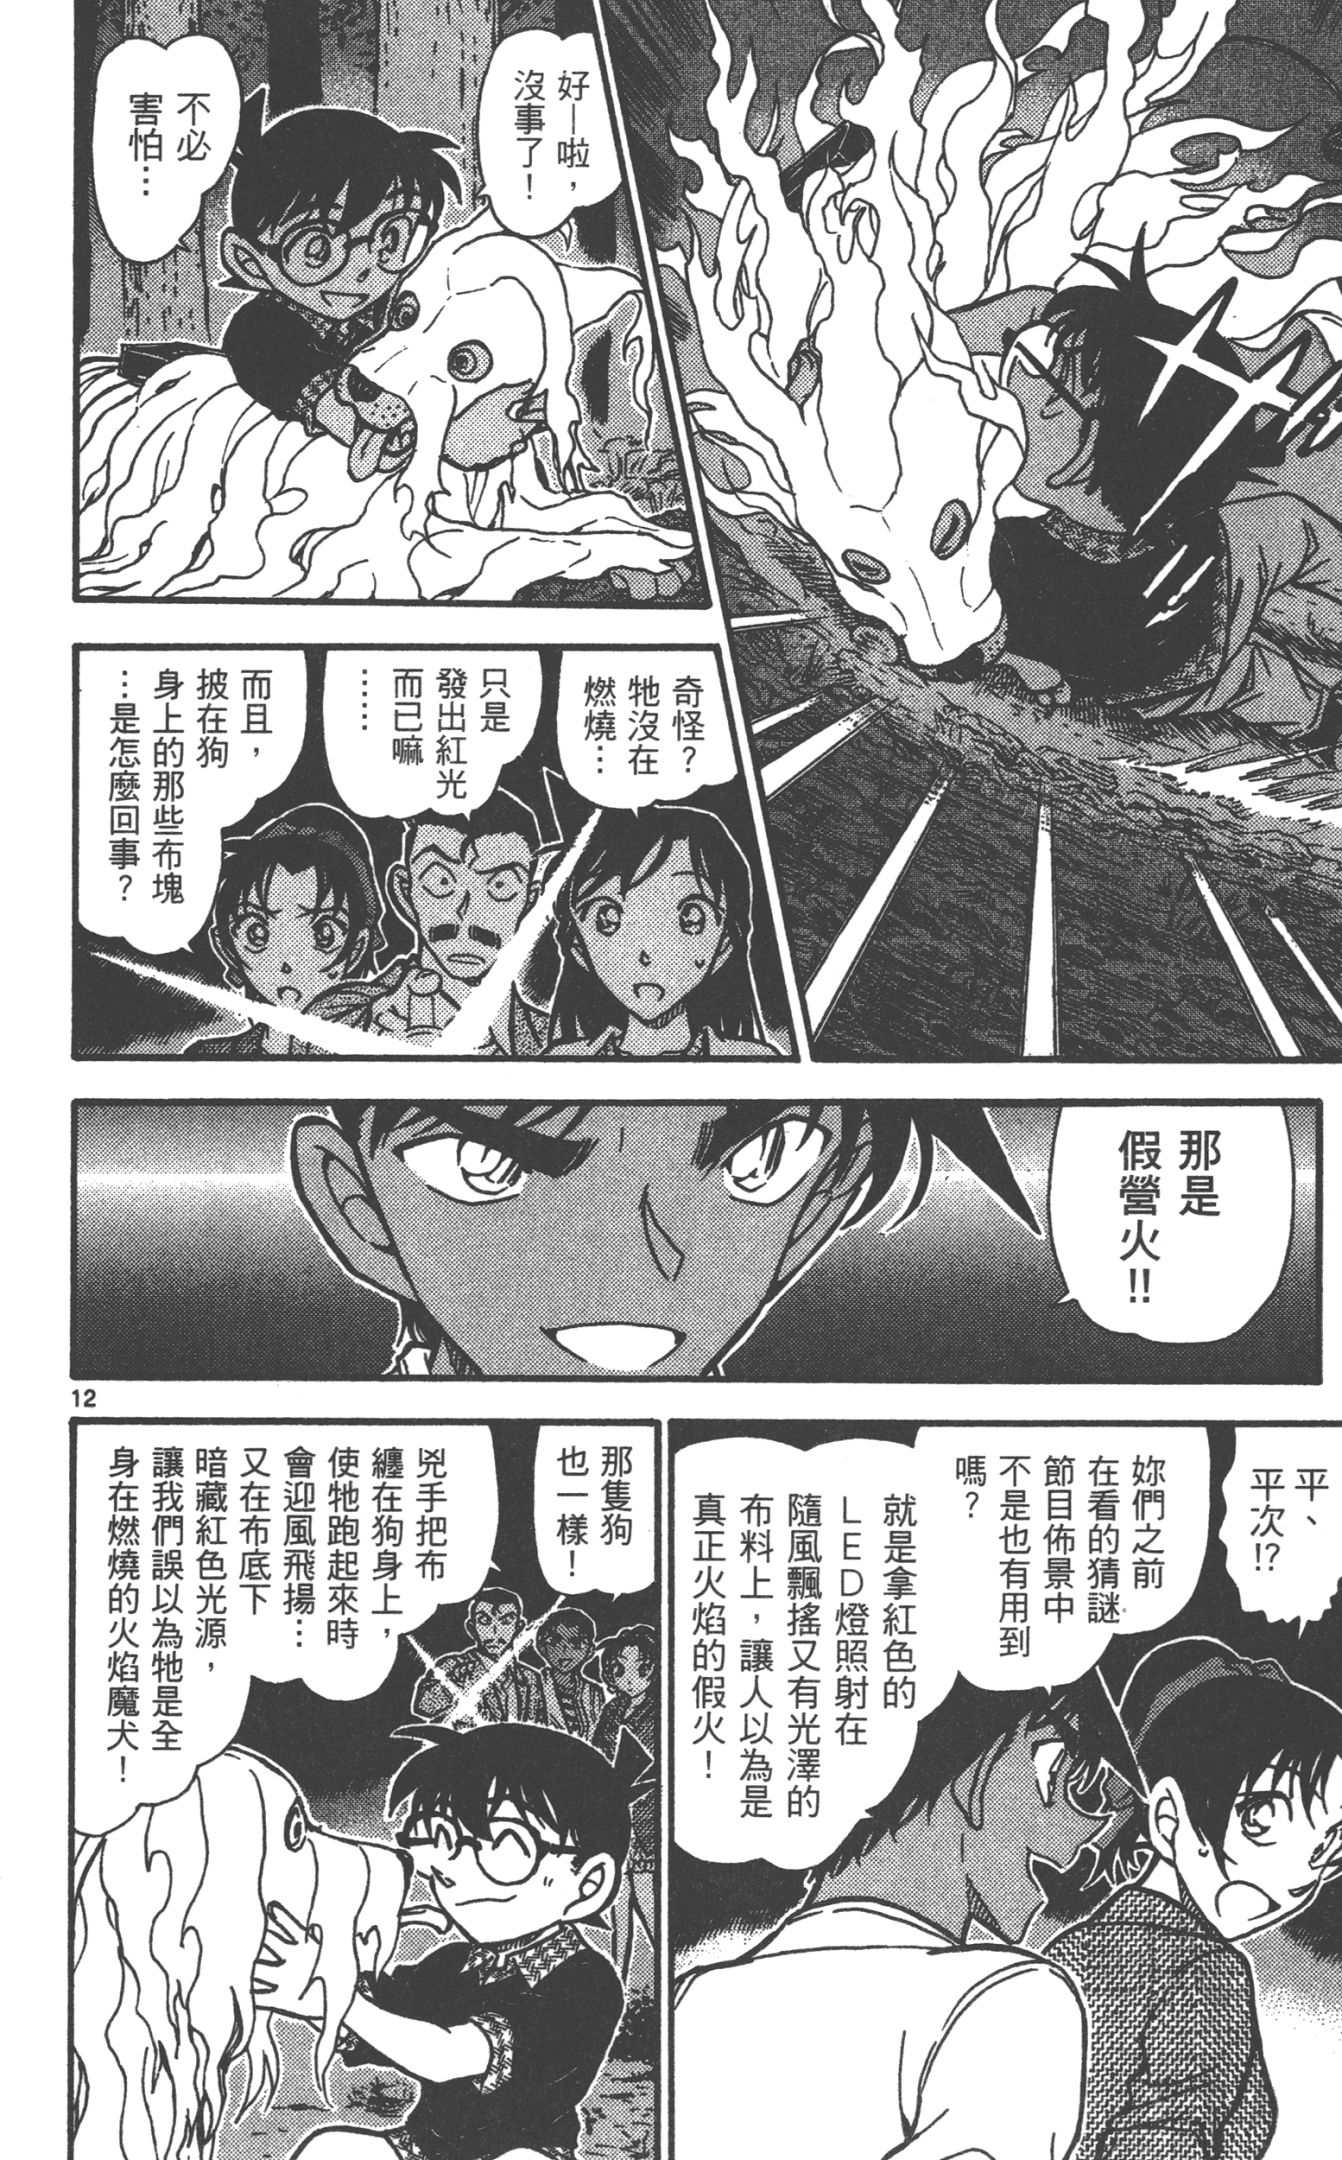 好—啦，
沒事了！
不必
害怕…
奇怪？
牠沒在
燃燒…
只是
發出紅光
而已嘛
……
而且，
披在狗
身上的那些布塊
…是怎麼回事？
那是
假營火!!
平、
平次!?
妳們之前
在看的猜謎
節目佈景中
不是也有用到
嗎？
就是拿紅色的
LED燈照射在
隨風飄搖又有光澤的
布料上，讓人以為是
真正火焰的假火！
那隻狗
也一樣！
兇手把布
纏在狗身上，
使牠跑起來時
會迎風飛揚…
又在布底下
暗藏紅色光源，
讓我們誤以為牠是全
身在燃燒的火焰魔犬！
12